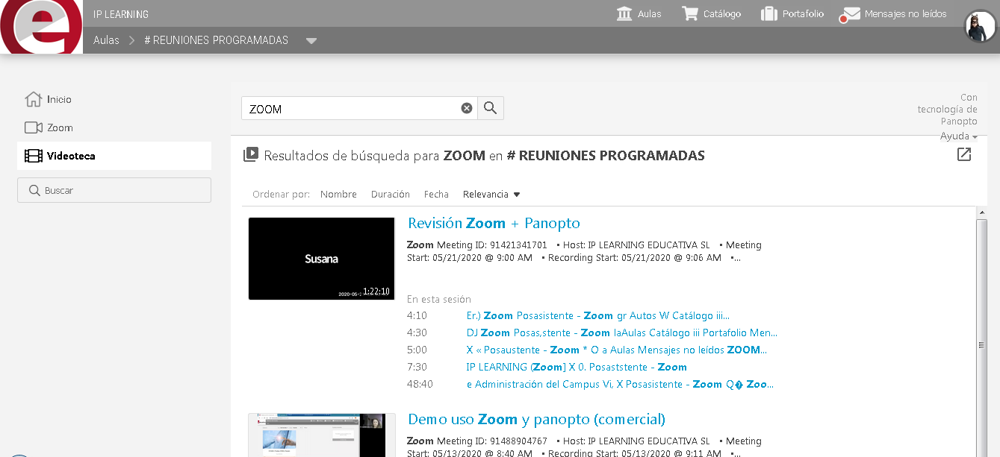 IP LEARNING
Aulas
Catálogo
Portafolio
Mensajes no leídos
Aulas
# REUNIONES PROGRAMADAS
Inicio
Zoom
Videoteca
Buscar
ZOOM
Con
tecnología de
Panopto
Ayuda
Resultados de búsqueda para ZOOM en # REUNIONES PROGRAMADAS
Ordenar por: Nombre Duración Fecha Relevancia
Susana
1:22:10
Revisión Zoom + Panopto
Zoom Meeting ID: 91421341701 • Host: IP LEARNING EDUCATIVA SL • Meeting
Start: 05/21/2020 @ 9:00 AM • Recording Start: 05/21/2020 @ 9:06 AM •...
En esta sesión
4:10 Er.) Zoom Posasistente - Zoom gr Autos W Catálogo iii...
4:30 DJ Zoom Posas,stente - Zoom laAulas Catálogo iii Portafolio Men...
5:00 X « Posaustente - Zoom * O a Aulas Mensajes no leídos ZOOM...
7:30 IP LEARNING (Zoom] X 0. Posaststente - Zoom
48:40 e Administración del Campus Vi, X Posasistente - Zoom Q� Zoo...
Demo uso Zoom y panopto (comercial)
Zoom Meeting ID: 91488904767 • Host: IP LEARNING EDUCATIVA SL • Meeting
Start: 05/13/2020 @ 8:40 AM • Recording Start: 05/13/2020 @ 9:11 AM •...